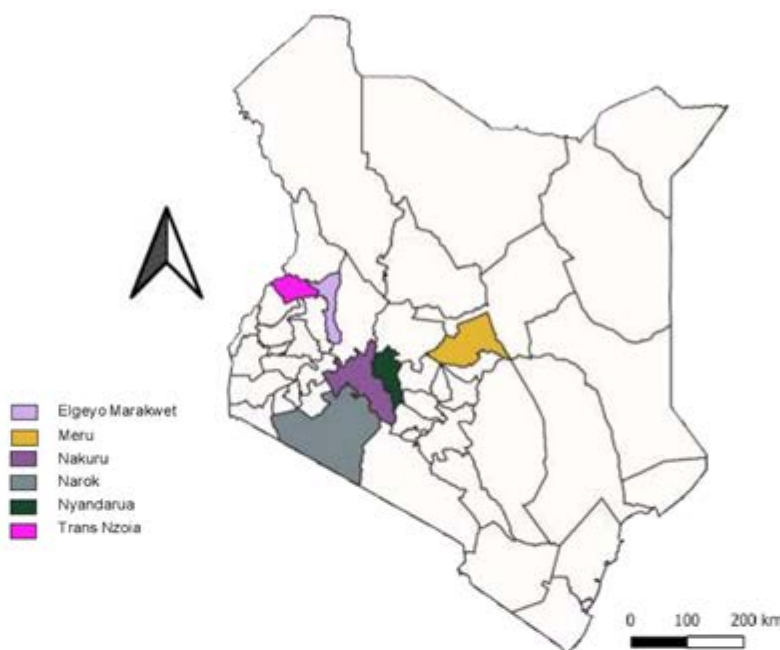 Elgeyo Marakwet
Meru
Nakuru
Narok
Nyandarua
Trans Nzoia
0 100 200 km